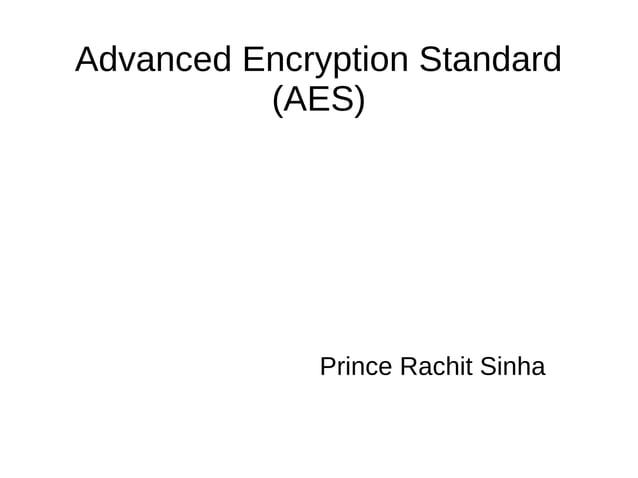 Advanced Encryption Standard
(AES)
Prince Rachit Sinha